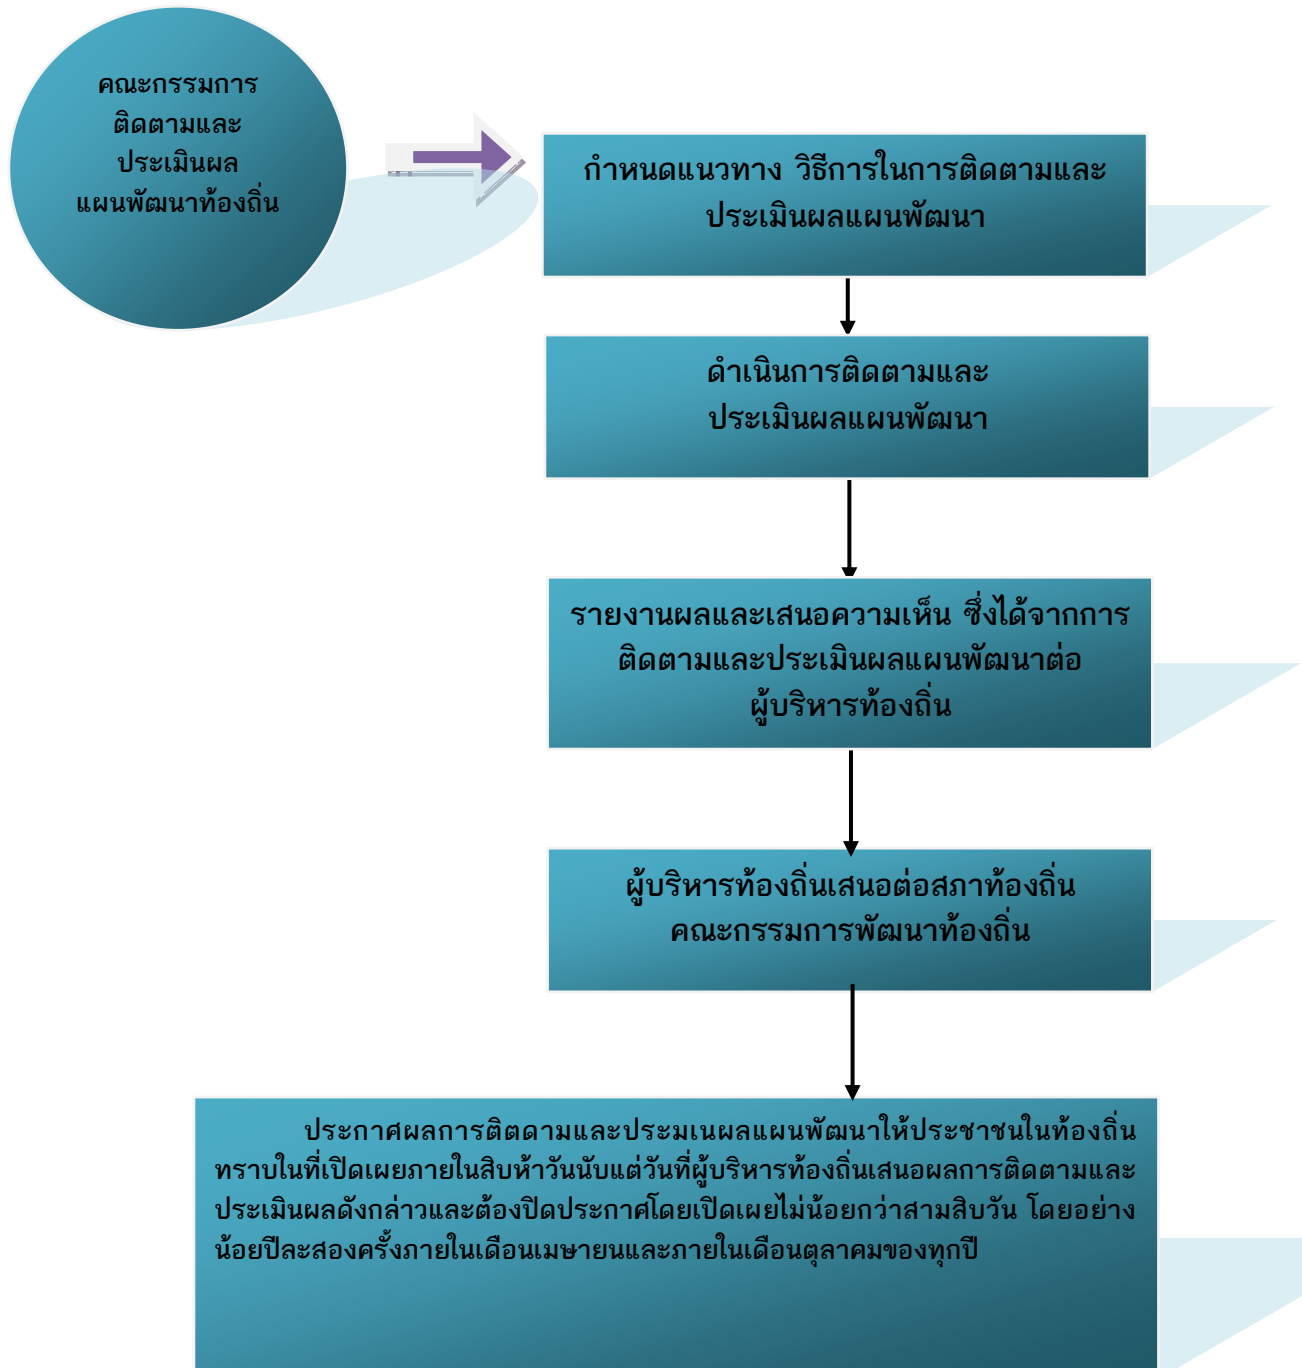 คณะกรรมการ
ติดตามและ
ประเมินผล
แผนพัฒนาท้องถิ่น
กำหนดแนวทาง วิธีการในการติดตามและ
ประเมินผลแผนพัฒนา
ดำเนินการติดตามและ
ประเมินผลแผนพัฒนา
รายงานผลและเสนอความเห็น ซึ่งได้จากการ
ติดตามและประเมินผลแผนพัฒนาต่อ
ผู้บริหารท้องถิ่น
ผู้บริหารท้องถิ่นเสนอต่อสภาท้องถิ่น
คณะกรรมการพัฒนาท้องถิ่น
ประกาศผลการติตดามและประมเนผลแผนพัฒนาให้ประชาชนในท้องถิ่น
ทราบในที่เปิดเผยภายในสิบห้าวันนับแต่วันที่ผู้บริหารท้องถิ่นเสนอผลการติดตามและ
ประเมินผลดังกล่าวและต้องปิดประกาศโดยเปิดเผยไม่น้อยกว่าสามสิบวัน โดยอย่าง
น้อยปีละสองครั้งภายในเดือนเมษายนและภายในเดือนตุลาคมของทุกปี